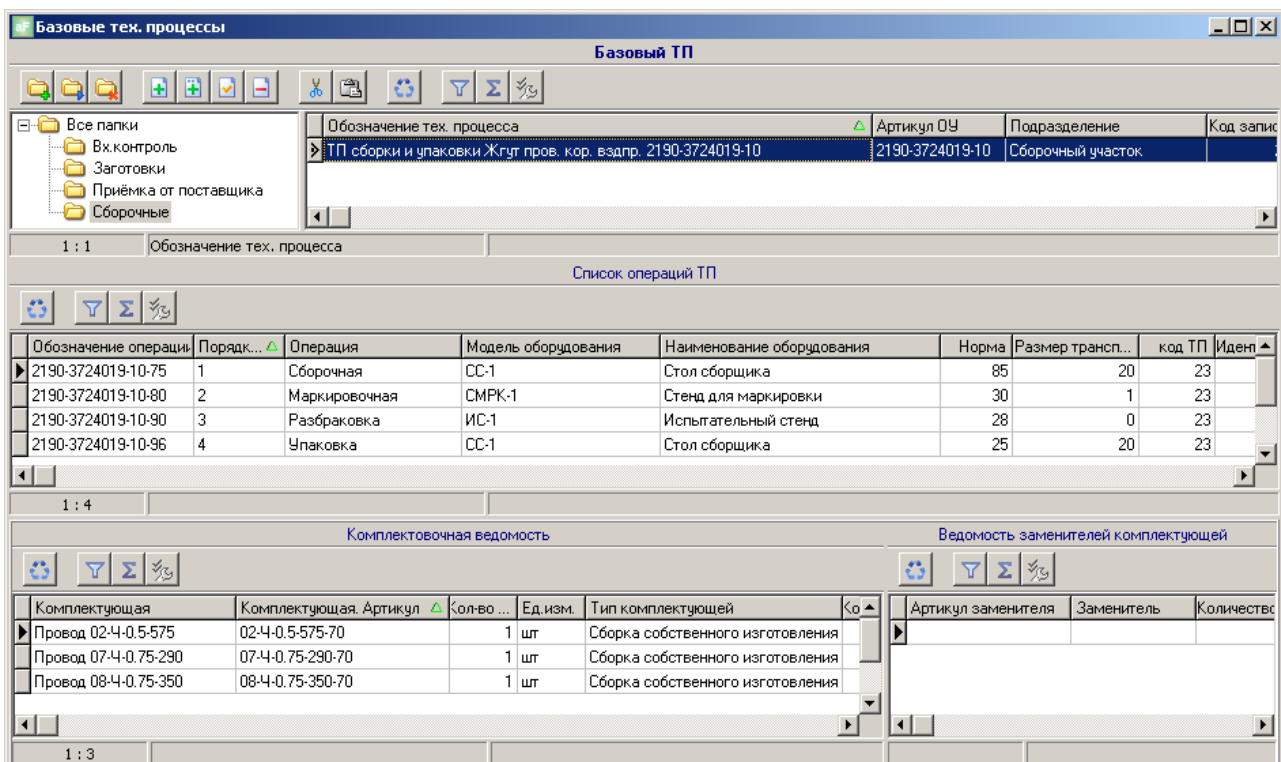 aF Базовые тех. процессы
Базовый ТП
Все папки
Вх.контроль
Заготовки
Приёмка от поставщика
Сборочные
Обозначение тех. процесса Артикул ОУ Подразделение Код запис
ТП сборки и упаковки Жгут пров. кор. вздпр. 2190-3724019-10 2190-3724019-10 Сборочный участок
1 : 1 Обозначение тех. процесса
Список операций ТП
Обозначение операции Порядк... Операция Модель оборудования Наименование оборудования Норма Размер трансп... код ТП Идент
2190-3724019-10-75 1 Сборочная СС-1 Стол сборщика 85 20 23
2190-3724019-10-80 2 Маркировочная СМРК-1 Стенд для маркировки 30 1 23
2190-3724019-10-90 3 Разбраковка ИС-1 Испытательный стенд 28 0 23
2190-3724019-10-96 4 Упаковка СС-1 Стол сборщика 25 20 23
1 : 4
Комплектовочная ведомость
Комплектующая Комплектующая. Артикул Кол-во ... Ед.изм. Тип комплектующей Ко
Провод 02-Ч-0.5-575 02-Ч-0.5-575-70 1 шт Сборка собственного изготовления
Провод 07-Ч-0.75-290 07-Ч-0.75-290-70 1 шт Сборка собственного изготовления
Провод 08-Ч-0.75-350 08-Ч-0.75-350-70 1 шт Сборка собственного изготовления
1 : 3
Ведомость заменителей комплектующей
Артикул заменителя Заменитель Количество